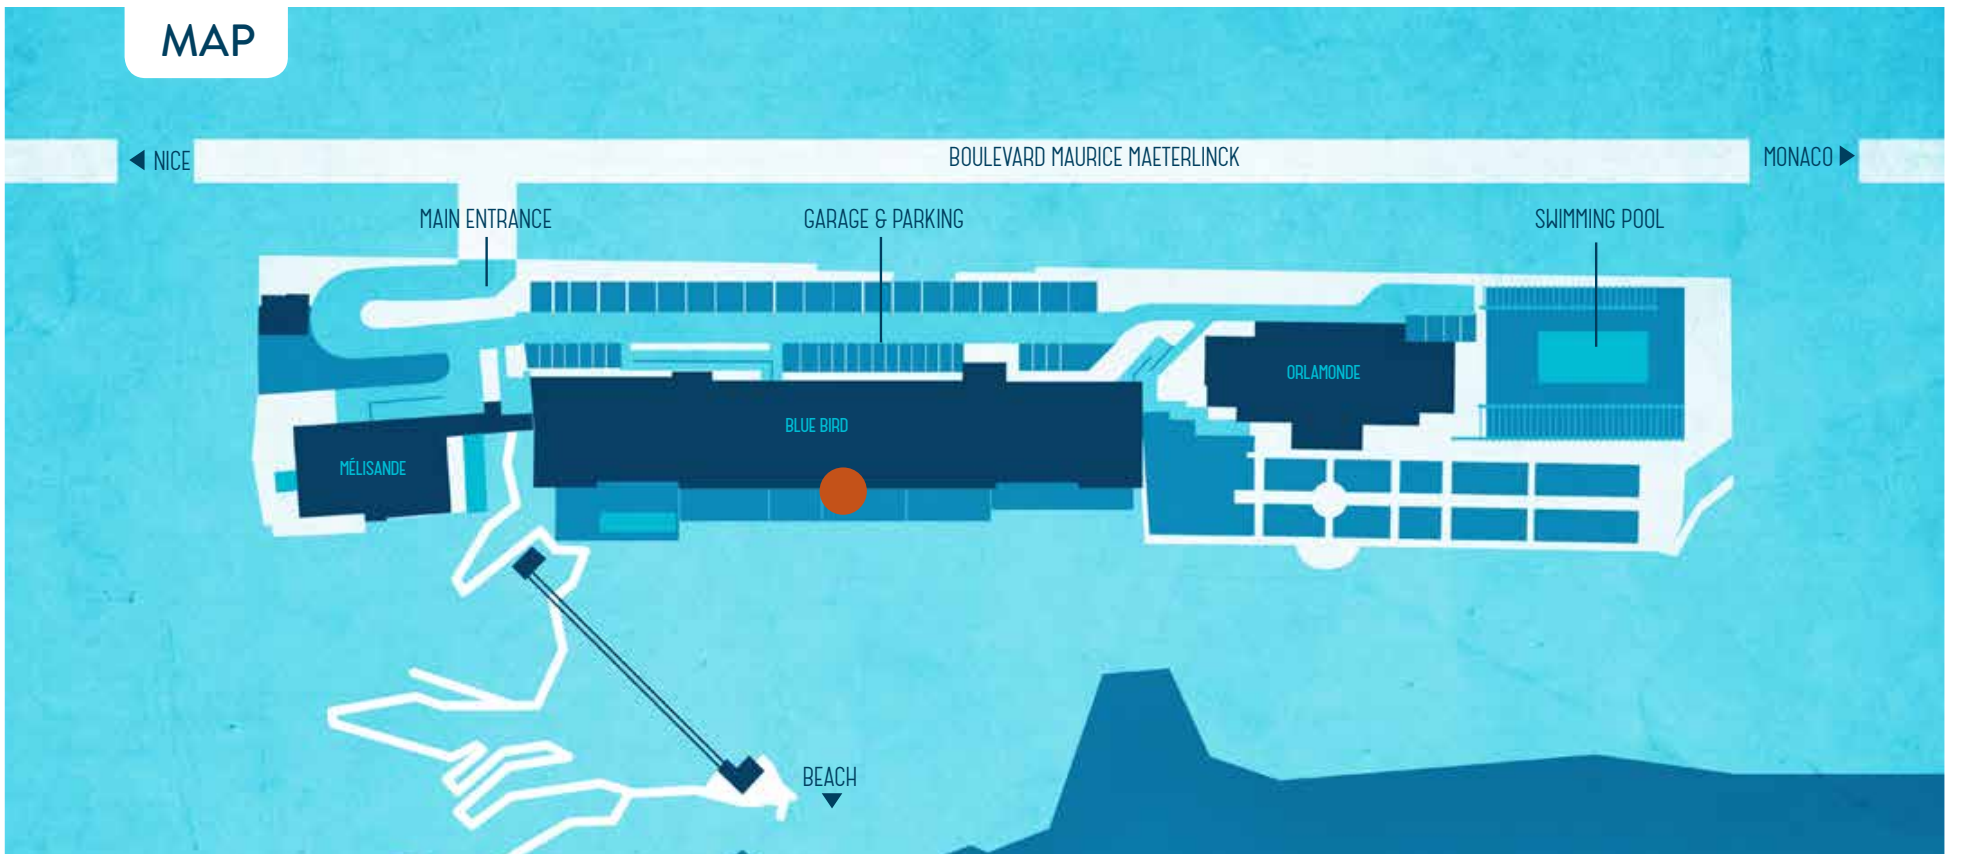 MAP
NICE
BOULEVARD MAURICE MAETERLINCK
MONACO
MAIN ENTRANCE
GARAGE & PARKING
SWIMMING POOL
ORLAMONDE
BLUE BIRD
MÉLISANDE
BEACH